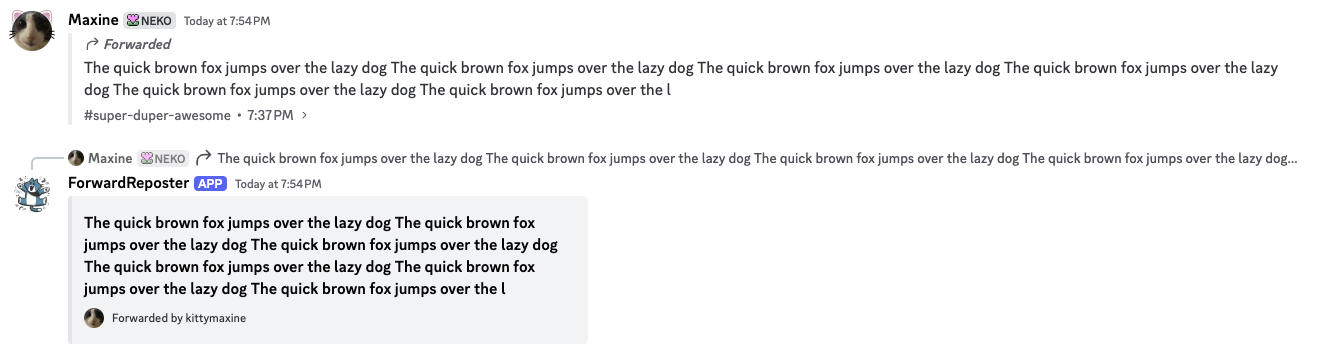 Maxine NEKO Today at 7:54 PM
Forwarded
The quick brown fox jumps over the lazy dog The quick brown fox jumps over the lazy dog The quick brown fox jumps over the lazy dog The quick brown fox jumps over the lazy
dog The quick brown fox jumps over the lazy dog The quick brown fox jumps over the l
#super-duper-awesome • 7:37 PM >
Maxine NEKO The quick brown fox jumps over the lazy dog The quick brown fox jumps over the lazy dog The quick brown fox jumps over the lazy dog The quick brown fox jumps over the lazy dog...
ForwardReposter APP Today at 7:54 PM
The quick brown fox jumps over the lazy dog The quick brown fox
jumps over the lazy dog The quick brown fox jumps over the lazy dog
The quick brown fox jumps over the lazy dog The quick brown fox
jumps over the lazy dog The quick brown fox jumps over the l
Forwarded by kittymaxine